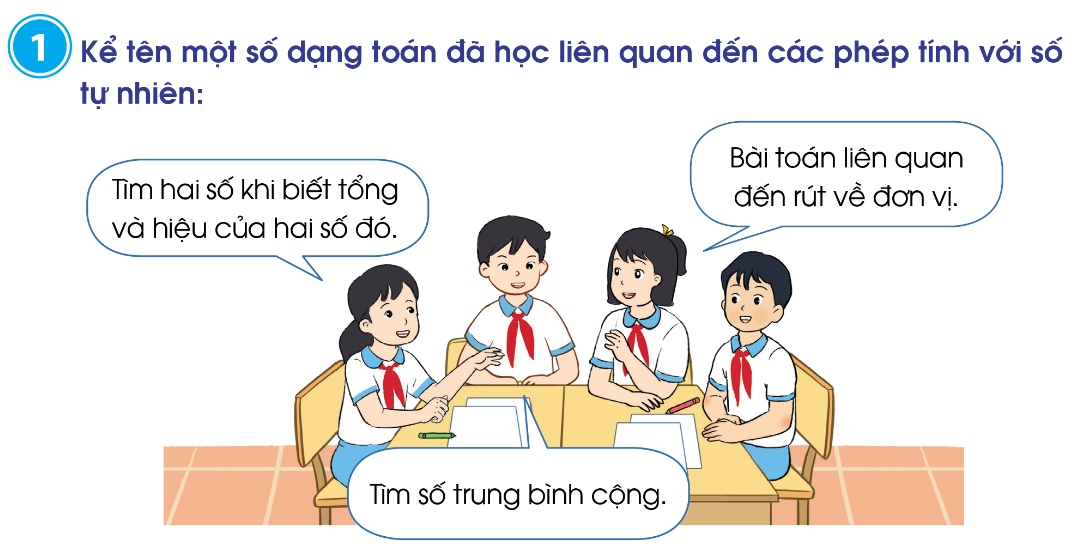 1 Kể tên một số dạng toán đã học liên quan đến các phép tính với số
tự nhiên:
Tìm hai số khi biết tổng
và hiệu của hai số đó.
Bài toán liên quan
đến rút về đơn vị.
Tìm số trung bình cộng.